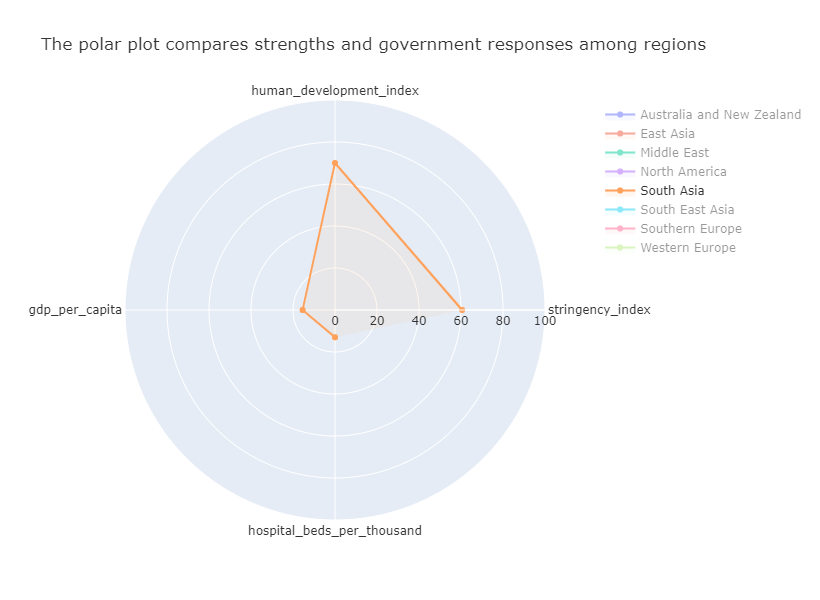 The polar plot compares strengths and government responses among regions
human_development_index
Australia and New Zealand
East Asia
Middle East
North America
South Asia
South East Asia
Southern Europe
Western Europe
gdp_per_capita
stringency_index
0 20 40 60 80 100
hospital_beds_per_thousand